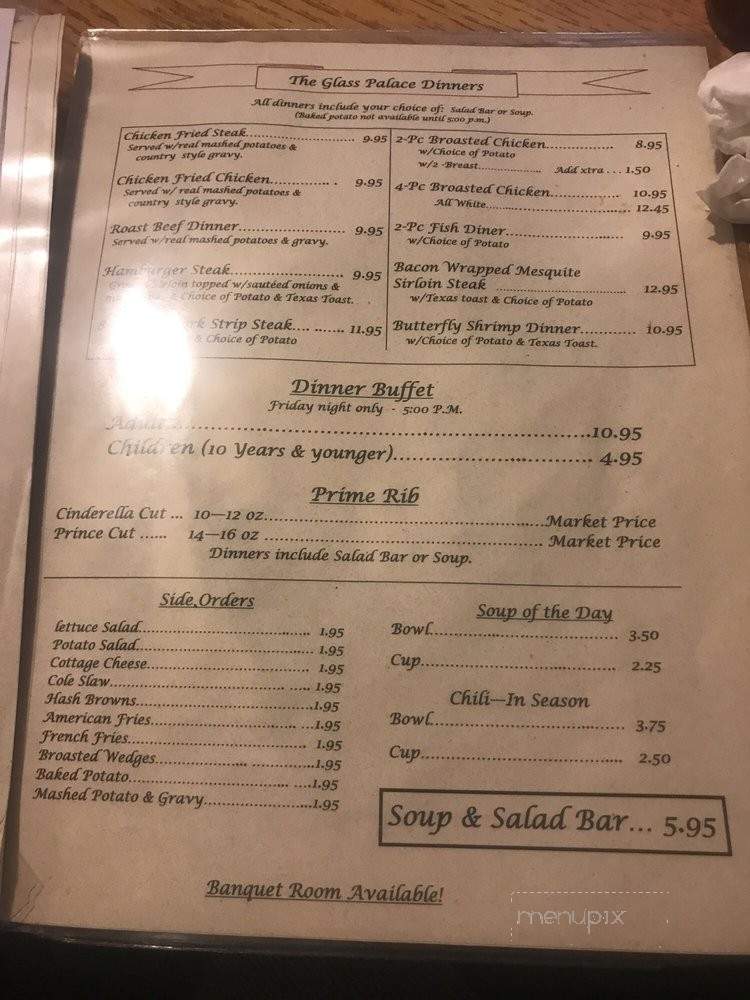 The Glass Palace Dinners
All dinners include your choice of: Salad Bar or Soup.
(Baked potato not available until 5:00 p.m.)
Chicken Fried Steak........................... 9.95
Served w/real mashed potatoes &
country style gravy.
Chicken Fried Chicken.............. . 9.95
Served w/ real mashed potatoes &
country style gravy.
Roast Beef Dinner........................... 9.95
Served w/real mashed potatoes & gravy.
Hamburger Steak........................ 9.95
topped w/sautéed onions &
& Choice of Potato & Texas Toast.
Strip Steak.... ....... 11.95
& Choice of Potato
2-Pc Broasted Chicken.............. 8.95
w/Choice of Potato
w/2 -Breast..................... Add xtra . . . 1.50
4-Pc Broasted Chicken............... 10.95
All White................................. 12.45
2-Pc Fish Diner......................... 9.95
w/Choice of Potato
Bacon Wrapped Mesquite
Sirloin Steak ............................ 12.95
w/Texas toast & Choice of Potato
Butterfly Shrimp Dinner............ 10.95
w/Choice of Potato & Texas Toast.
Dinner Buffet
Friday night only - 5:00 P.M.
Adults..........................................................10.95
Children (10 Years & younger)............................ 4.95
Prime Rib
Cinderella Cut ... 10—12 oz..........................................Market Price
Prince Cut ...... 14—16 oz .......................................... Market Price
Dinners include Salad Bar or Soup.
Side Orders
lettuce Salad................................... 1.95
Potato Salad.................................... 1.95
Cottage Cheese................................ 1.95
Cole Slaw................................ ..... 1.95
Hash Browns...................................1.95
American Fries............................ ...1.95
French Fries.................................... 1.95
Broasted Wedges.................. .............1.95
Baked Potato............................... ....1.95
Mashed Potato & Gravy.....................1.95
Soup of the Day
Bowl........................................ 3.50
Cup......................................... 2.25
Chili—In Season
Bowl........................................ 3.75
Cup.......................................... 2.50
Soup & Salad Bar... 5.95
Banquet Room Available!
menupix